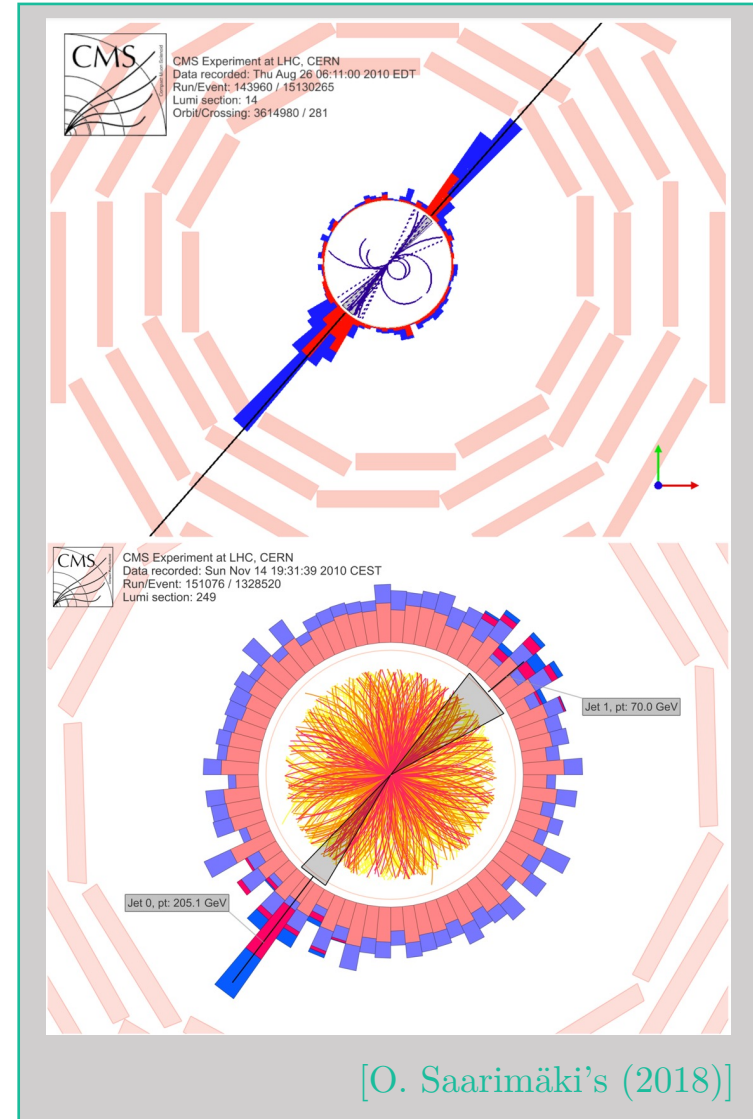 CMS
CMS Experiment at LHC, CERN
Data recorded: Thu Aug 26 06:11:00 2010 EDT
Run/Event: 143960 / 15130265
Lumi section: 14
Orbit/Crossing: 3614980 / 281
CMS
CMS Experiment at LHC, CERN
Data recorded: Sun Nov 14 19:31:39 2010 CEST
Run/Event: 151076 / 1328520
Lumi section: 249
Jet 1, pt: 70.0 GeV
Jet 0, pt: 205.1 GeV
[O. Saarimäki's (2018)]